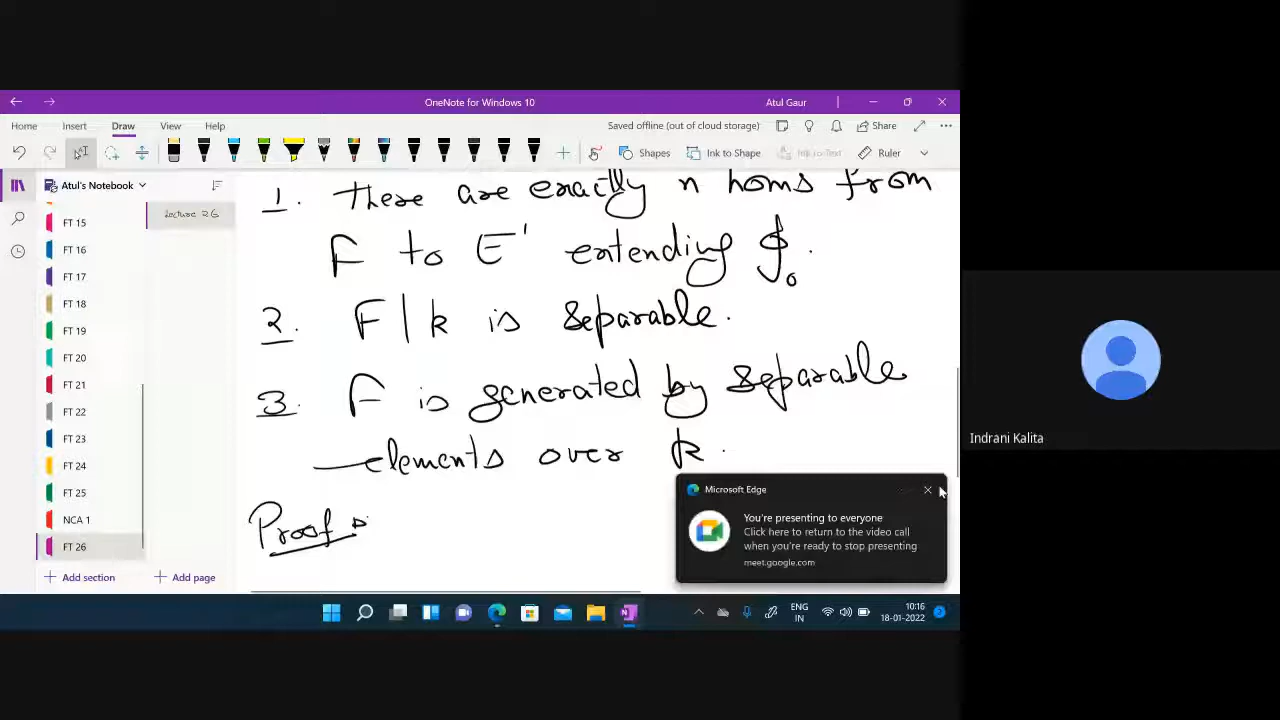 OneNote for Windows 10
Atul Gaur
Home Insert Draw View Help
Saved offline (out of cloud storage)
Share
Shapes
Ink to Shape
Ink to Text
Ruler
Atul's Notebook
FT 15
FT 16
FT 17
FT 18
FT 19
FT 20
FT 21
FT 22
FT 23
FT 24
FT 25
NCA 1
FT 26
Add section
Lecture 26
Add page
1. There are exactly n homs from
F to E' extending ϕ₀.
2. F|k is separable.
3. F is generated by separable
elements over k.
Proof
Microsoft Edge
You're presenting to everyone
Click here to return to the video call
when you're ready to stop presenting
meet.google.com
ENG
IN
10:16
18-01-2022
2
Indrani Kalita